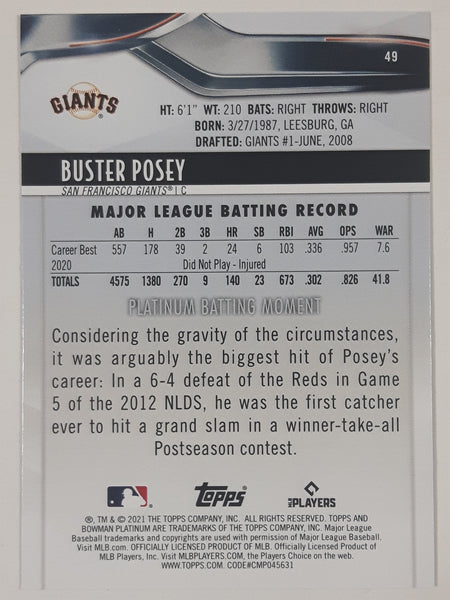 49
GIANTS
HT: 6'1" WT: 210 BATS: RIGHT THROWS: RIGHT
BORN: 3/27/1987, LEESBURG, GA
DRAFTED: GIANTS #1-JUNE, 2008
BUSTER POSEY
SAN FRANCISCO GIANTS® | C
MAJOR LEAGUE BATTING RECORD
AB H 2B 3B HR SB RBI AVG OPS WAR
Career Best 557 178 39 2 24 6 103 .336 .957 7.6
2020 Did Not Play - Injured
TOTALS 4575 1380 270 9 140 23 673 .302 .826 41.8
PLATINUM BATTING MOMENT
Considering the gravity of the circumstances,
it was arguably the biggest hit of Posey's
career: In a 6-4 defeat of the Reds in Game
5 of the 2012 NLDS, he was the first catcher
ever to hit a grand slam in a winner-take-all
Postseason contest.
Topps
MLB PLAYERS
®, TM & © 2021 THE TOPPS COMPANY, INC. ALL RIGHTS RESERVED. TOPPS AND
BOWMAN PLATINUM ARE TRADEMARKS OF THE TOPPS COMPANY, INC. Major League
Baseball trademarks and copyrights are used with permission of Major League Baseball.
Visit MLB.com. OFFICIALLY LICENSED PRODUCT OF MLB. Officially Licensed Product of MLB
Players, Inc. Visit MLBPLAYERS.com, the Players Choice on the web.
WWW.TOPPS.COM. CODE#CMP045631